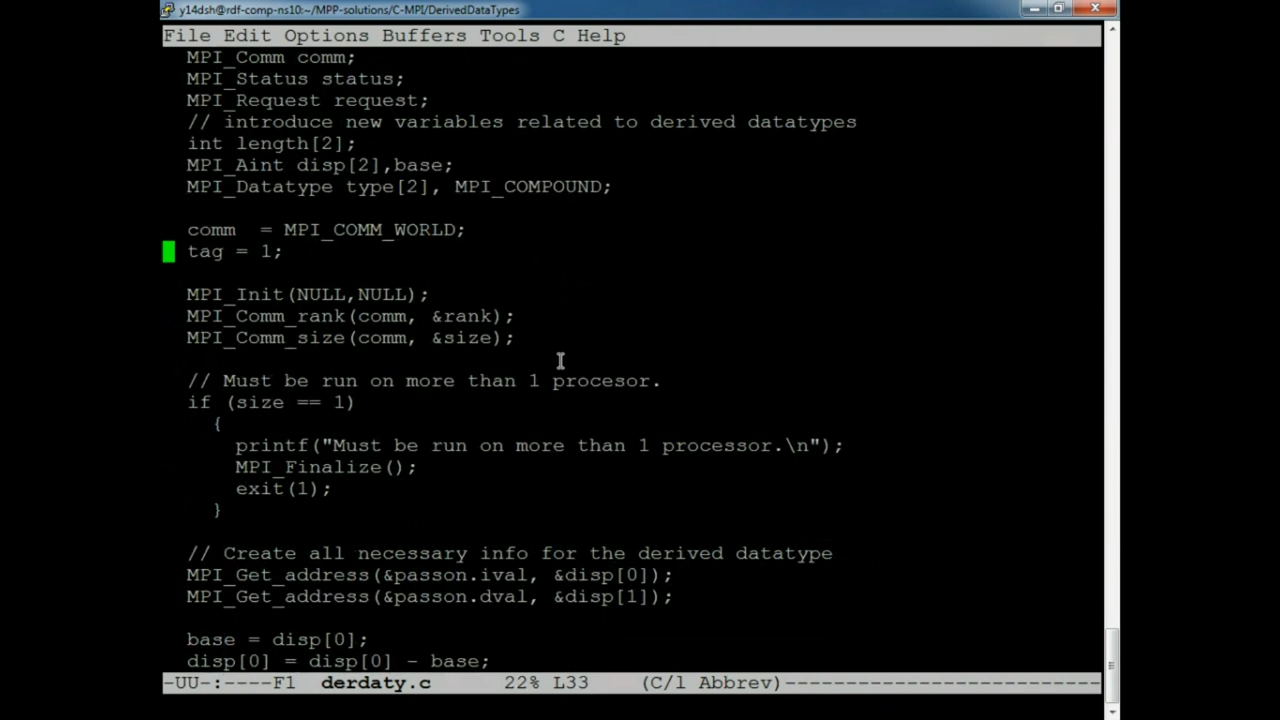 y14dsh@rdf-comp-ns10:~/MPP-solutions/C-MPI/DerivedDataTypes
File Edit Options Buffers Tools C Help
MPI_Comm comm;
MPI_Status status;
MPI_Request request;
// introduce new variables related to derived datatypes
int length[2];
MPI_Aint disp[2],base;
MPI_Datatype type[2], MPI_COMPOUND;
comm  = MPI_COMM_WORLD;
tag = 1;
MPI_Init(NULL,NULL);
MPI_Comm_rank(comm, &rank);
MPI_Comm_size(comm, &size);
// Must be run on more than 1 procesor.
if (size == 1)
{
printf("Must be run on more than 1 processor.\n");
MPI_Finalize();
exit(1);
}
// Create all necessary info for the derived datatype
MPI_Get_address(&passon.ival, &disp[0]);
MPI_Get_address(&passon.dval, &disp[1]);
base = disp[0];
disp[0] = disp[0] - base;
-UU-:----F1  derdaty.c      22% L33    (C/l Abbrev)--------------------------